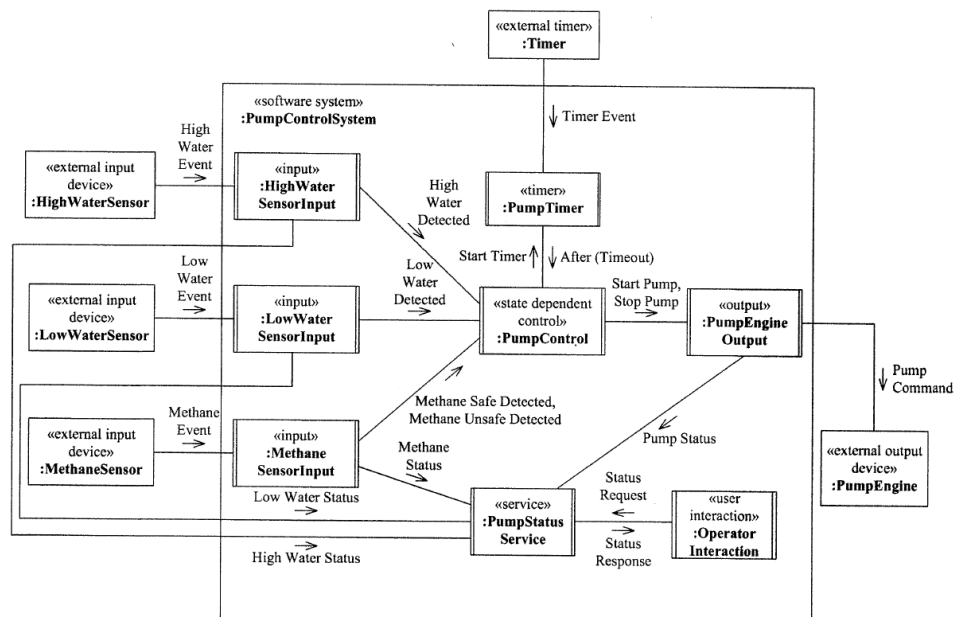 «external timer»
:Timer
«software system»
:PumpControlSystem
Timer Event
High
Water
Event
«external input
device»
:HighWaterSensor
«input»
:HighWater
SensorInput
High
Water
Detected
«timer»
:PumpTimer
Start Timer
After (Timeout)
Low
Water
Event
«external input
device»
:LowWaterSensor
«input»
:LowWater
SensorInput
Low
Water
Detected
«state dependent
control»
:PumpControl
Start Pump,
Stop Pump
«output»
:PumpEngine
Output
Pump
Command
Methane
Event
«external input
device»
:MethaneSensor
«input»
:Methane
SensorInput
Methane Safe Detected,
Methane Unsafe Detected
Methane
Status
Pump Status
«external output
device»
:PumpEngine
Low Water Status
«service»
:PumpStatus
Service
Status
Request
Status
Response
«user
interaction»
:Operator
Interaction
High Water Status